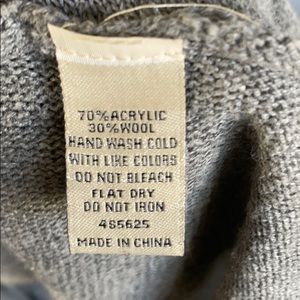 70%ACRYLIC
30%WOOL
HAND WASH COLD
WITH LIKE COLORS
DO NOT BLEACH
FLAT DRY
DO NOT IRON
4S5625
MADE IN CHINA